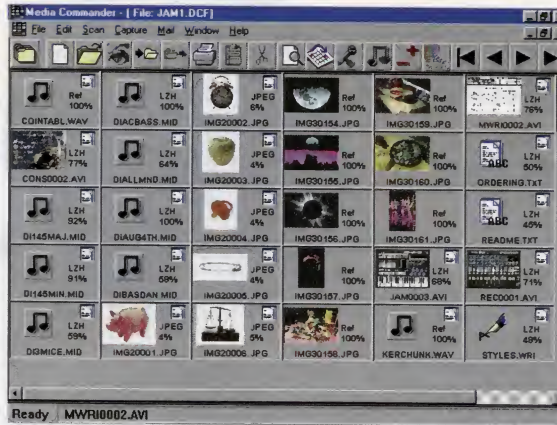 Media Commander - [ File: JAM1.DCF]
File Edit Scan Capture Mail Window Help
Ref 100%
LZH 100%
JPEG 6%
Ref 100%
Ref 100%
LZH 76%
COINTABL.WAV DIACBASS.MID IMG20002.JPG IMG30154.JPG IMG30159.JPG MWRI0002.AVI
LZH 77%
LZH 64%
JPEG 4%
Ref 100%
Ref 100%
ABC
LZH 50%
CONS0002.AVI DIALLMND.MID IMG20003.JPG IMG30155.JPG IMG30160.JPG ORDERING.TXT
LZH 92%
LZH 100%
JPEG 4%
Ref 100%
Ref 100%
ABC
LZH 45%
DI145MAJ.MID DIAUG4TH.MID IMG20004.JPG IMG30156.JPG IMG30161.JPG README.TXT
LZH 91%
LZH 59%
JPEG 4%
Ref 100%
LZH 68%
LZH 71%
DI145MIN.MID DIBASDAN.MID IMG20005.JPG IMG30157.JPG JAM0003.AVI REC0001.AVI
LZH 59%
JPEG 4%
JPEG 5%
Ref 100%
Ref 100%
LZH 49%
DI3MICE.MID IMG20001.JPG IMG20006.JPG IMG30158.JPG KERCHUNK.WAV STYLES.WRI
Ready MWRI0002.AVI